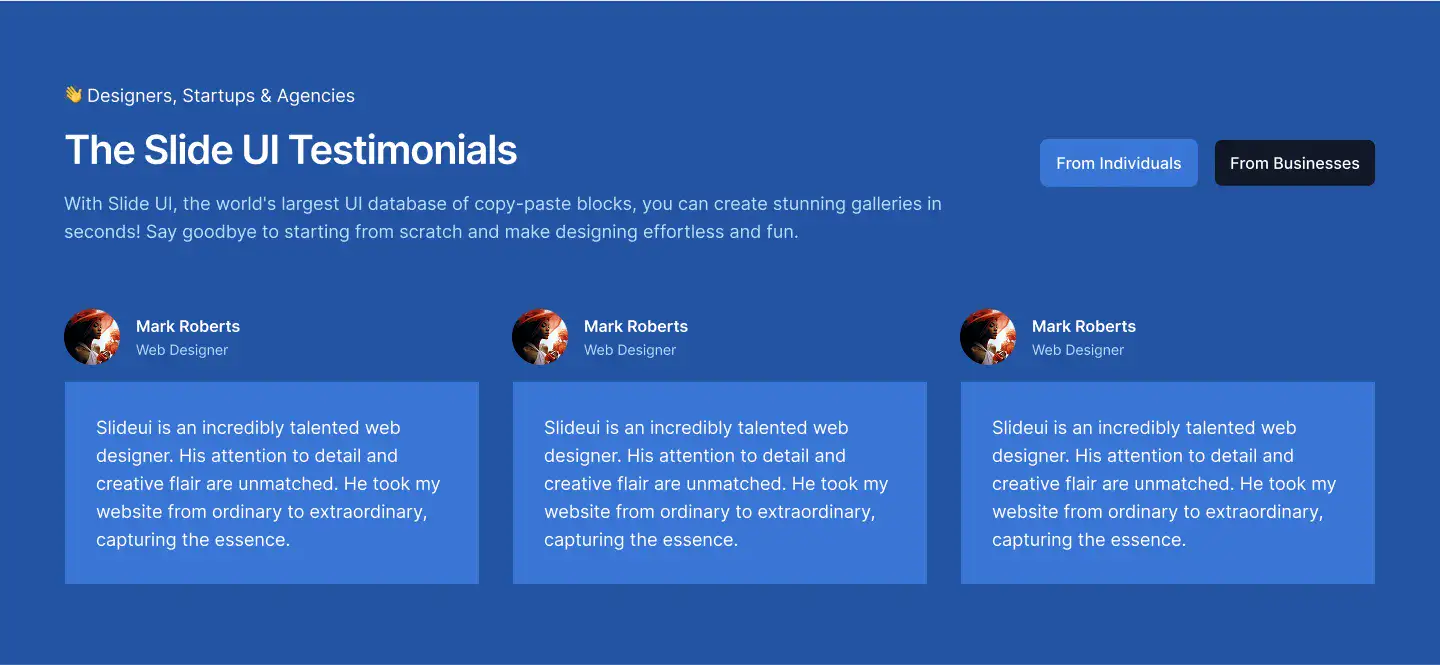 👋 Designers, Startups & Agencies
The Slide UI Testimonials
With Slide UI, the world's largest UI database of copy-paste blocks, you can create stunning galleries in
seconds! Say goodbye to starting from scratch and make designing effortless and fun.
From Individuals
From Businesses
Mark Roberts
Web Designer
Slideui is an incredibly talented web
designer. His attention to detail and
creative flair are unmatched. He took my
website from ordinary to extraordinary,
capturing the essence.
Mark Roberts
Web Designer
Slideui is an incredibly talented web
designer. His attention to detail and
creative flair are unmatched. He took my
website from ordinary to extraordinary,
capturing the essence.
Mark Roberts
Web Designer
Slideui is an incredibly talented web
designer. His attention to detail and
creative flair are unmatched. He took my
website from ordinary to extraordinary,
capturing the essence.